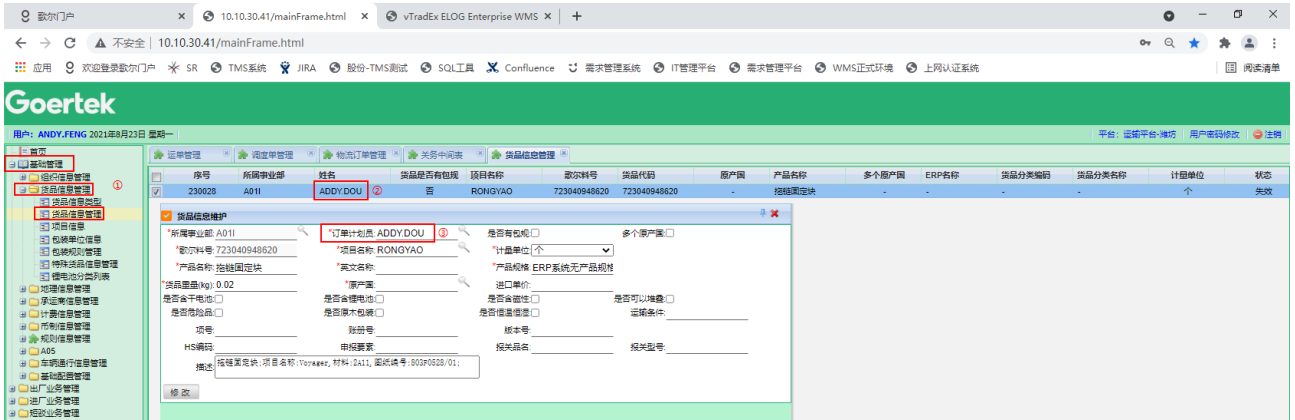 歌尔门户 × 10.10.30.41/mainFrame.html × vTradEx ELOG Enterprise WMS × +
不安全 | 10.10.30.41/mainFrame.html
应用 欢迎登录歌尔门户 SR TMS系统 JIRA 股份-TMS测试 SQL工具 Confluence 需求管理系统 IT管理平台 需求管理平台 WMS正式环境 上网认证系统 阅读清单
Goertek
用户: ANDY.FENG 2021年8月23日 星期一 平台: 运输平台-潍坊 用户密码修改 注销
首页
基础管理
组织信息管理
货品信息管理 ①
货品信息类型
货品信息管理
项目信息
包装单位信息
包装规则管理
特殊货品信息管理
锂电池分类列表
地理信息管理
承运商信息管理
计费信息管理
币制信息管理
规则信息管理
A05
车辆通行信息管理
基础配置管理
出厂业务管理
进厂业务管理
短驳业务管理
运单管理 调度单管理 物流订单管理 关务中间表 货品信息管理
序号 所属事业部 姓名 货品是否有包规 项目名称 歌尔料号 货品代码 原产国 产品名称 多个原产国 ERP名称 货品分类编码 货品分类名称 计量单位 状态
230028 A01I ADDY.DOU ② 否 RONGYAO 723040948620 723040948620 - 拖链固定块 - - - - 个 失效
货品信息维护
*所属事业部: A01I *订单计划员: ADDY.DOU ③ 是否有包规: 多个原产国:
*歌尔料号: 723040948620 *项目名称: RONGYAO *计量单位: 个
*产品名称: 拖链固定块 *英文名称: *产品规格: ERP系统无产品规格
*货品重量(kg): 0.02 *原产国: 进口单价:
是否含干电池: 是否含锂电池: 是否含磁性: 是否可以堆叠:
是否危险品: 是否原木包装: 是否恒温恒湿: 运输条件:
项号: 账册号: 版本号:
HS编码: 申报要素: 报关品名: 报关型号:
描述: 拖链固定块;项目名称:Voyager,材料:2A11,图纸编号:803F0528/01;
修 改